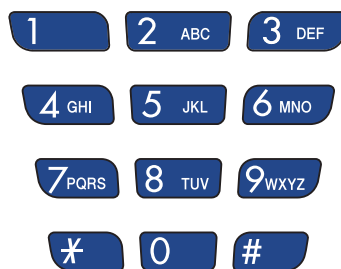 1 2 ABC 3 DEF
4 GHI 5 JKL 6 MNO
7 PQRS 8 TUV 9 WXYZ
* 0 #